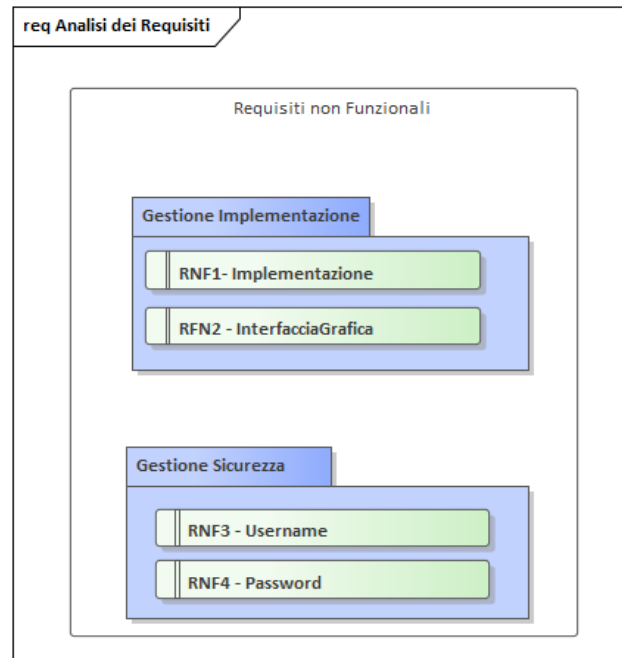 req Analisi dei Requisiti
Requisiti non Funzionali
Gestione Implementazione
RNF1- Implementazione
RFN2 - InterfacciaGrafica
Gestione Sicurezza
RNF3 - Username
RNF4 - Password